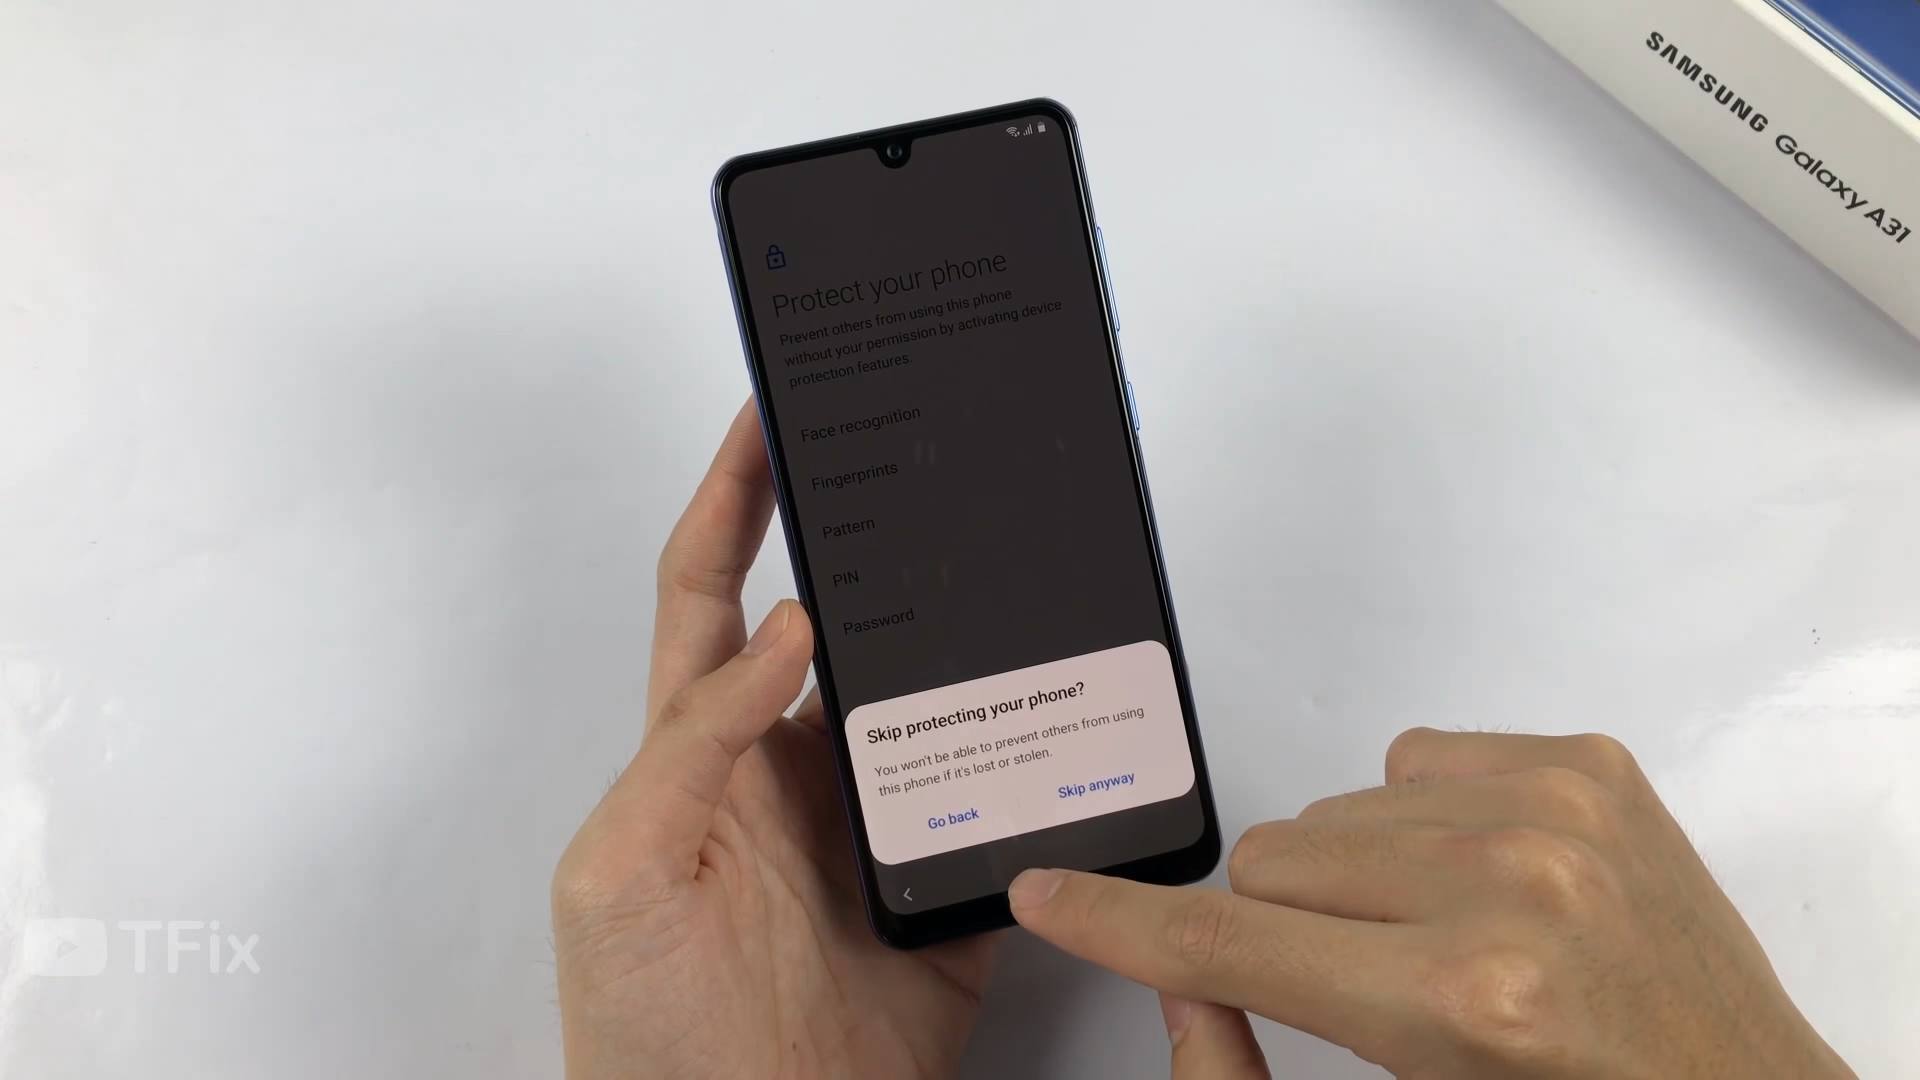 SAMSUNG Galaxy A31
Protect your phone
Prevent others from using this phone
without your permission by activating device
protection features.
Face recognition
Fingerprints
Pattern
PIN
Password
Skip protecting your phone?
You won't be able to prevent others from using
this phone if it's lost or stolen.
Go back
Skip anyway
TFix